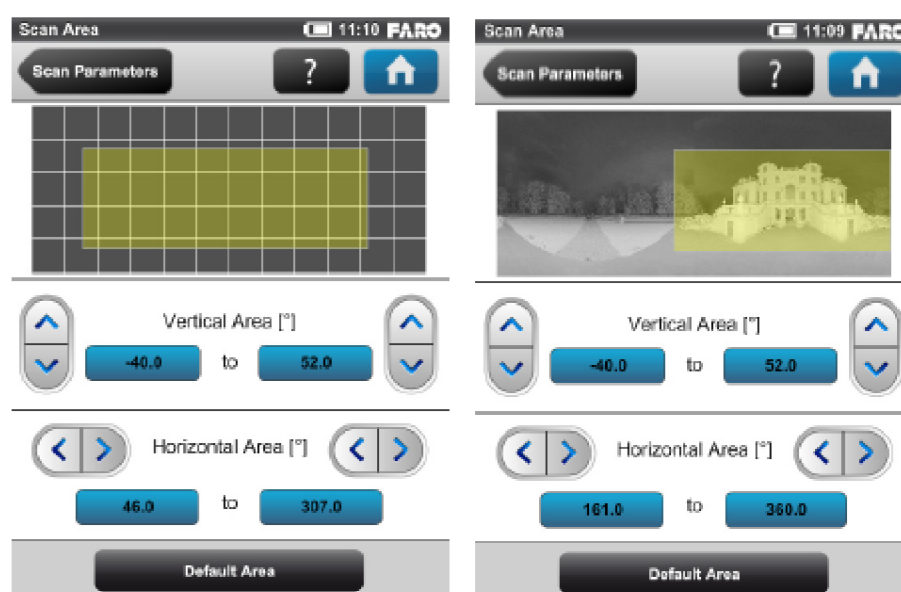 Scan Area 11:10 FARO
Scan Parameters ?
Vertical Area [°]
-40.0 to 52.0
Horizontal Area [°]
46.0 to 307.0
Default Area
Scan Area 11:09 FARO
Scan Parameters ?
Vertical Area [°]
-40.0 to 52.0
Horizontal Area [°]
161.0 to 360.0
Default Area